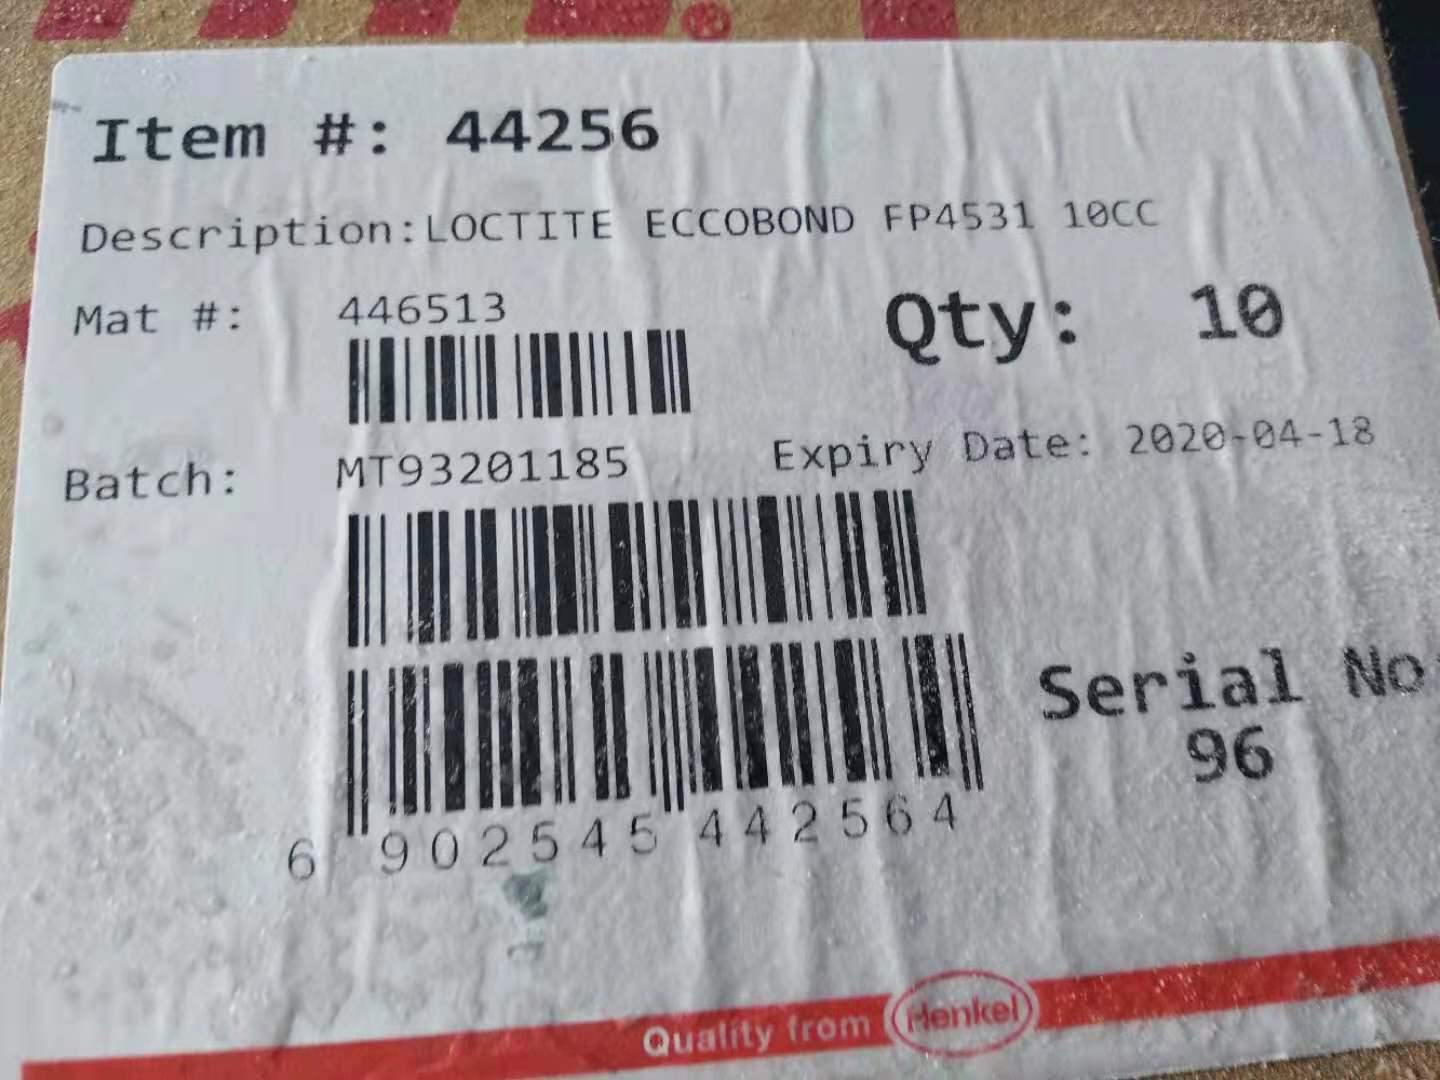 Item #: 44256
Description:LOCTITE ECCOBOND FP4531 10CC
Mat #: 446513
Qty: 10
Batch: MT93201185
Expiry Date: 2020-04-18
Serial No:
96
6 902545 442564
Quality from Henkel